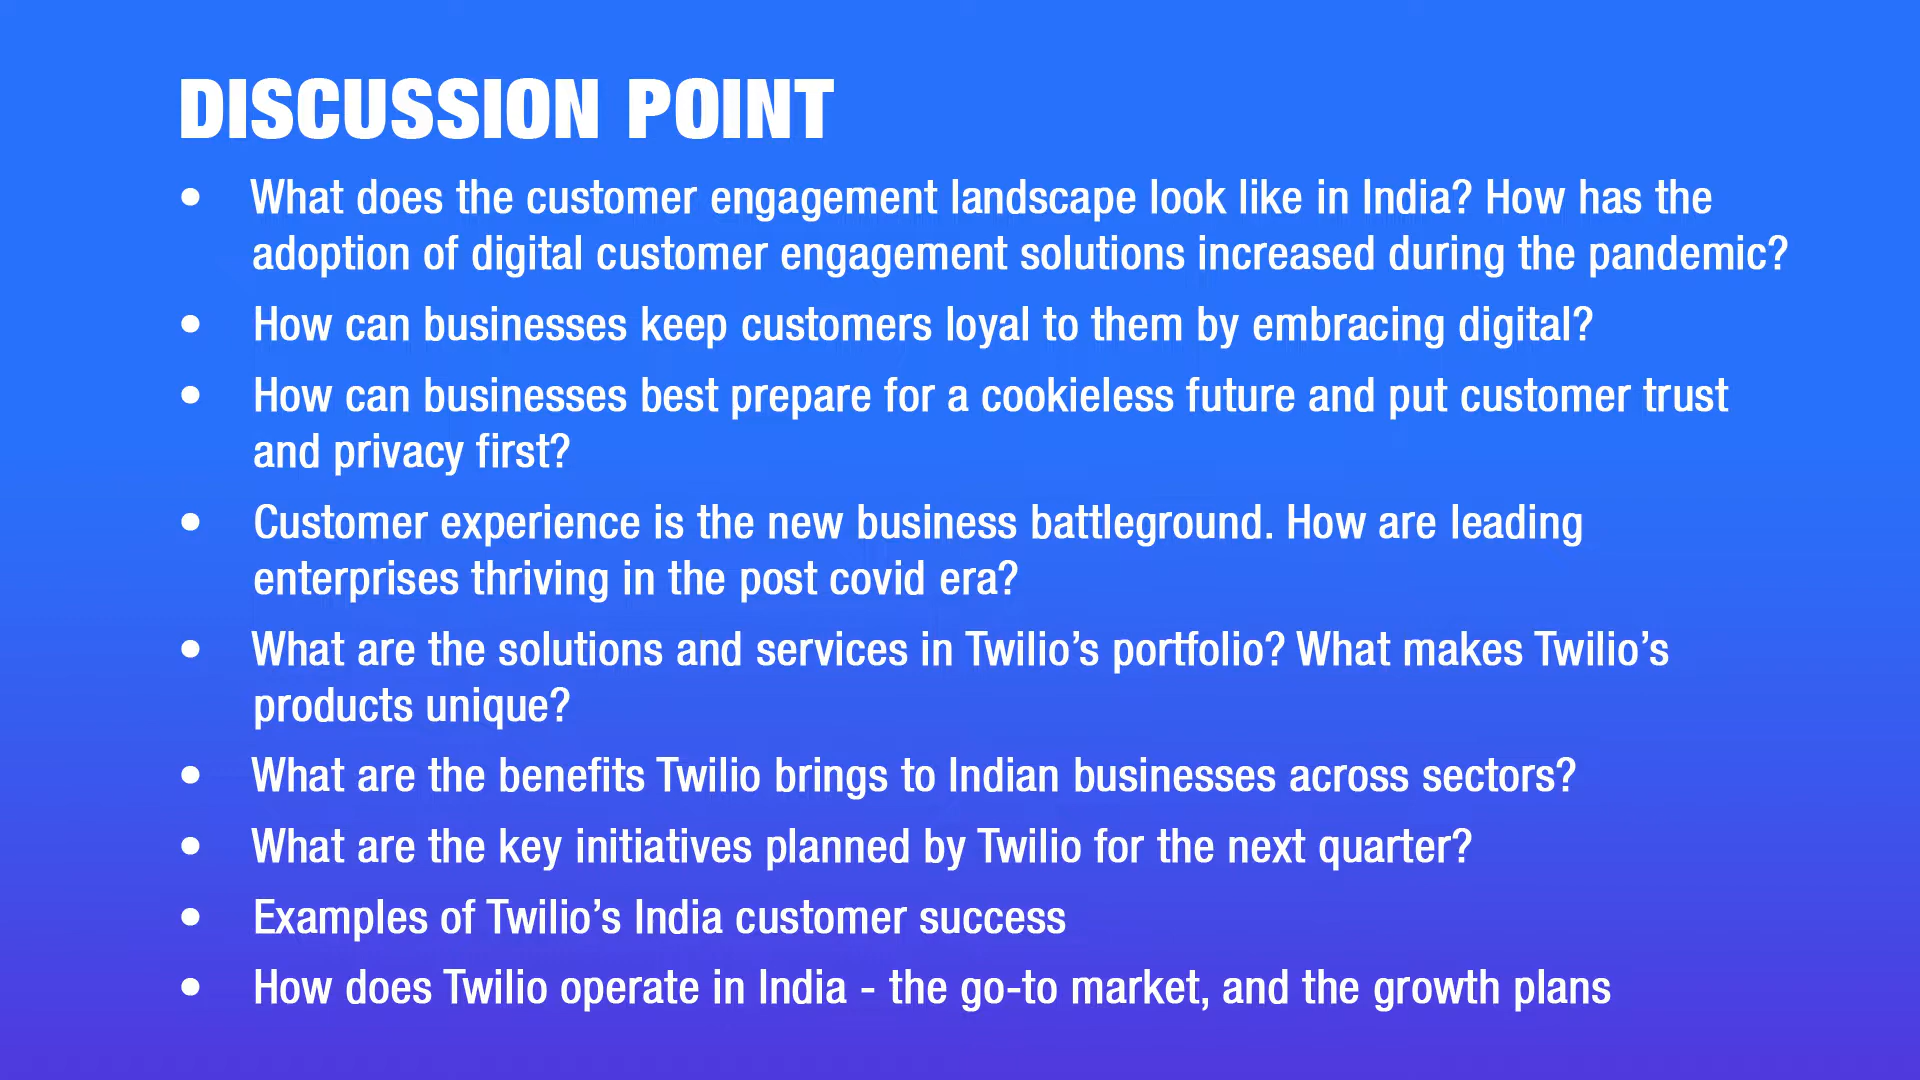 DISCUSSION POINT
• What does the customer engagement landscape look like in India? How has the
adoption of digital customer engagement solutions increased during the pandemic?
• How can businesses keep customers loyal to them by embracing digital?
• How can businesses best prepare for a cookieless future and put customer trust
and privacy first?
• Customer experience is the new business battleground. How are leading
enterprises thriving in the post covid era?
• What are the solutions and services in Twilio’s portfolio? What makes Twilio’s
products unique?
• What are the benefits Twilio brings to Indian businesses across sectors?
• What are the key initiatives planned by Twilio for the next quarter?
• Examples of Twilio’s India customer success
• How does Twilio operate in India - the go-to market, and the growth plans